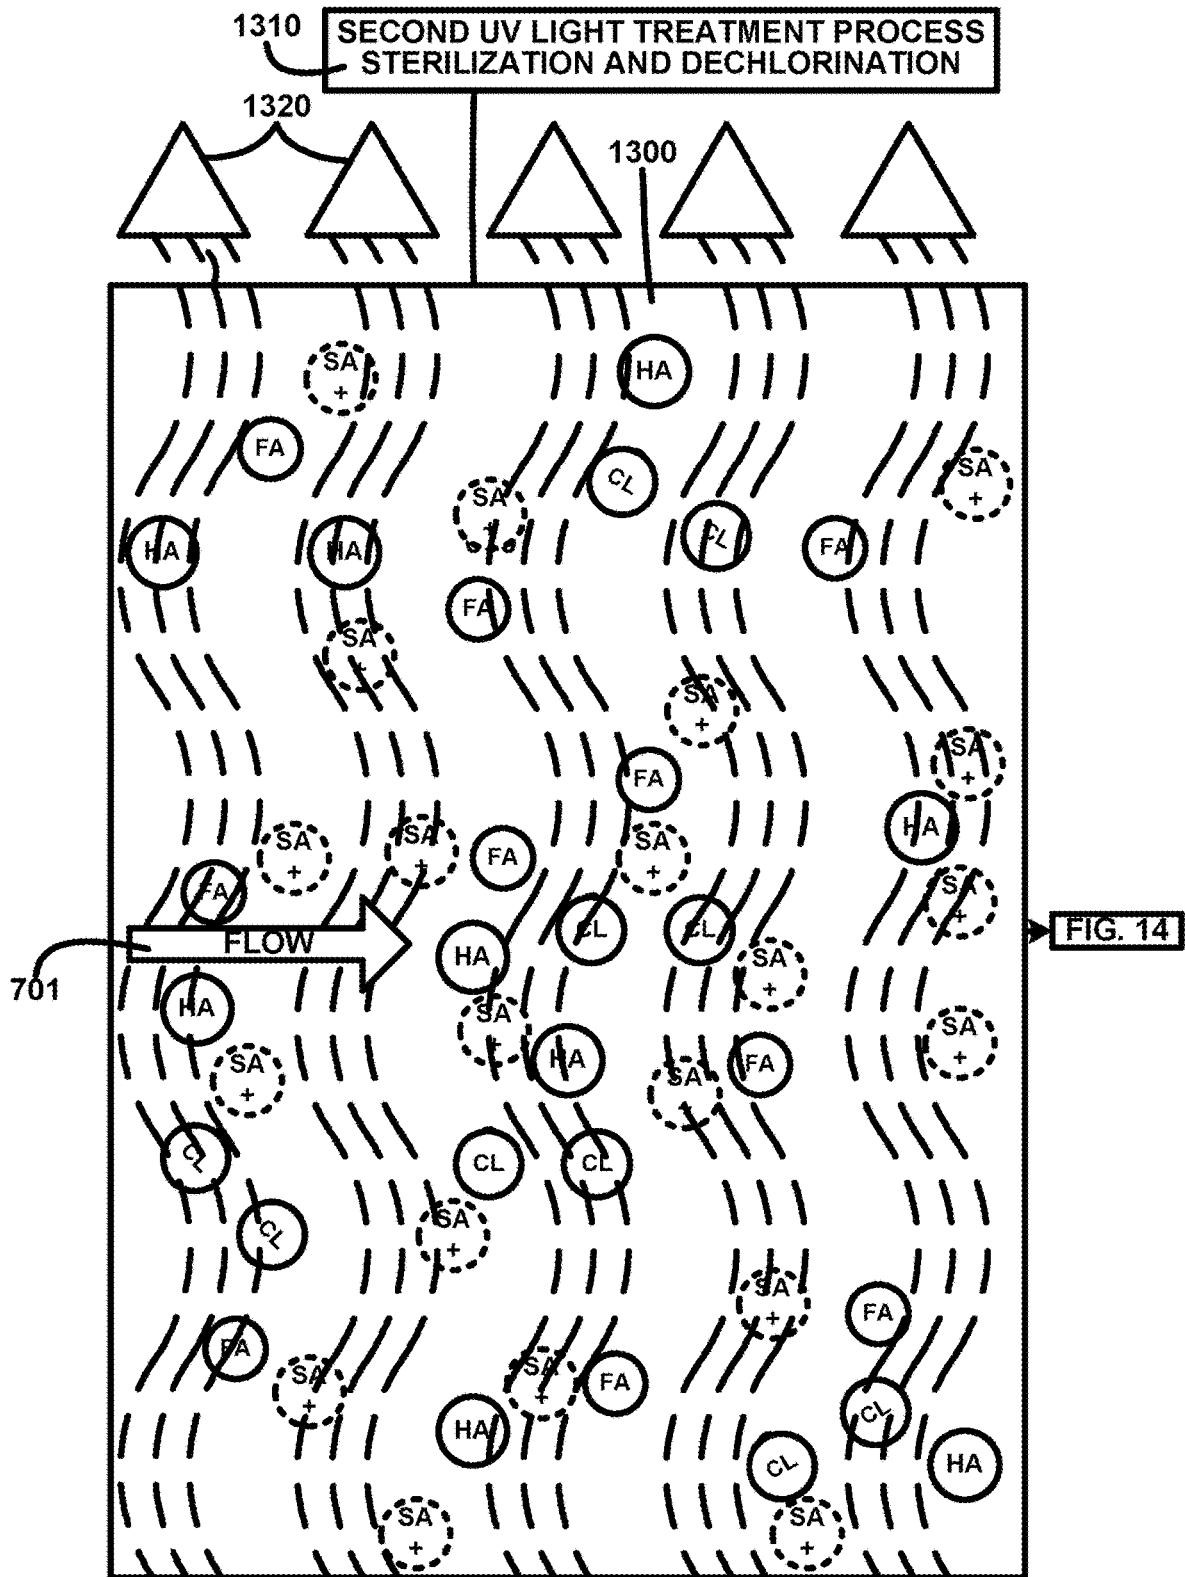 1310
SECOND UV LIGHT TREATMENT PROCESS
STERILIZATION AND DECHLORINATION
1320
1300
SA
+
HA
FA
CL
SA
+
SA
+
CL
HA
HA
FA
FA
SA
+
SA
+
SA
+
FA
HA
SA
+
SA
+
FA
SA
+
FA
SA
+
CL
CL
FLOW
FIG. 14
HA
SA
+
701
HA
SA
+
SA
+
HA
FA
SA
+
SA
+
CL
CL
CL
CL
SA
+
SA
+
FA
FA
SA
+
SA
+
FA
CL
HA
CL
HA
SA
+
SA
+